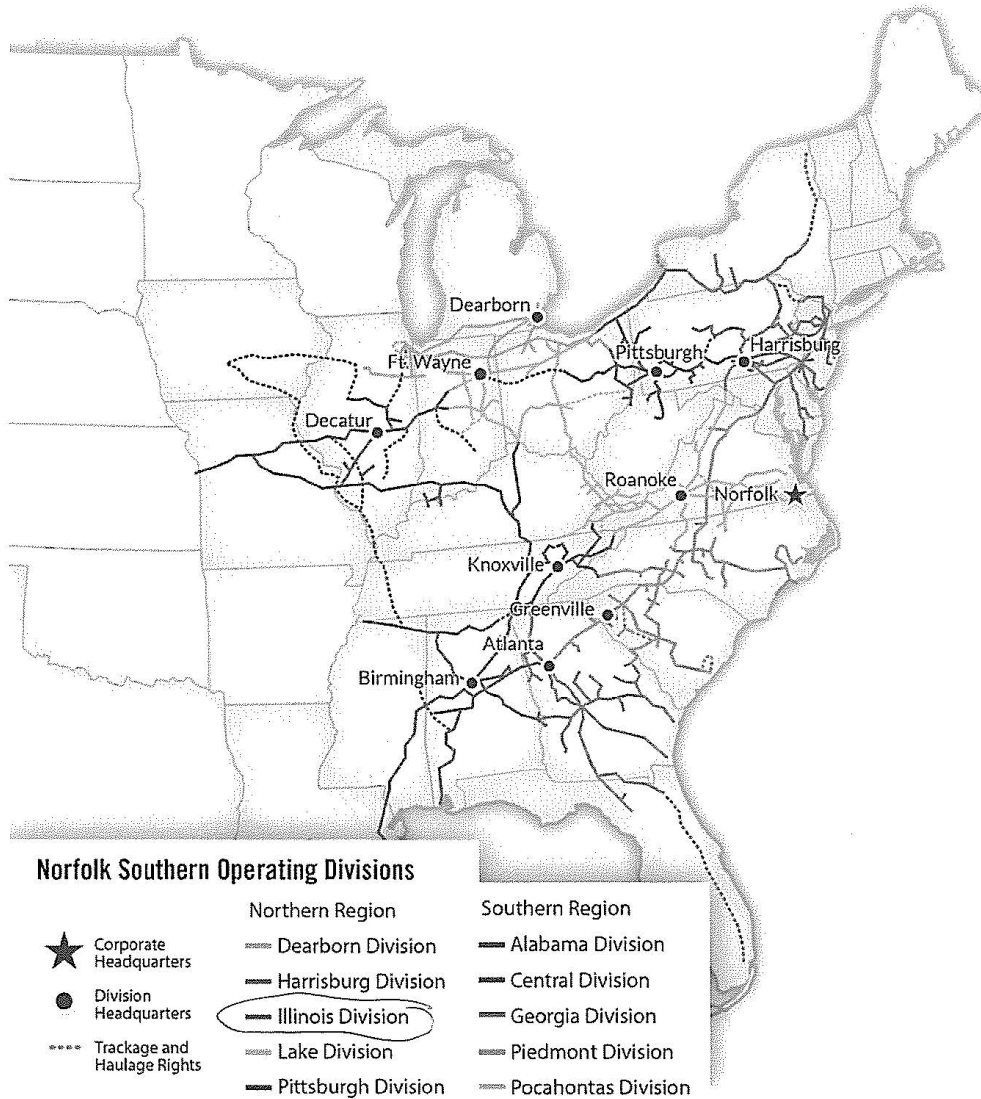 Dearborn
Ft. Wayne
Pittsburgh
Harrisburg
Decatur
Roanoke
Norfolk
Knoxville
Greenville
Atlanta
Birmingham
Norfolk Southern Operating Divisions
Corporate
Headquarters
Division
Headquarters
Trackage and
Haulage Rights
Northern Region
Dearborn Division
Harrisburg Division
Illinois Division
Lake Division
Pittsburgh Division
Southern Region
Alabama Division
Central Division
Georgia Division
Piedmont Division
Pocahontas Division